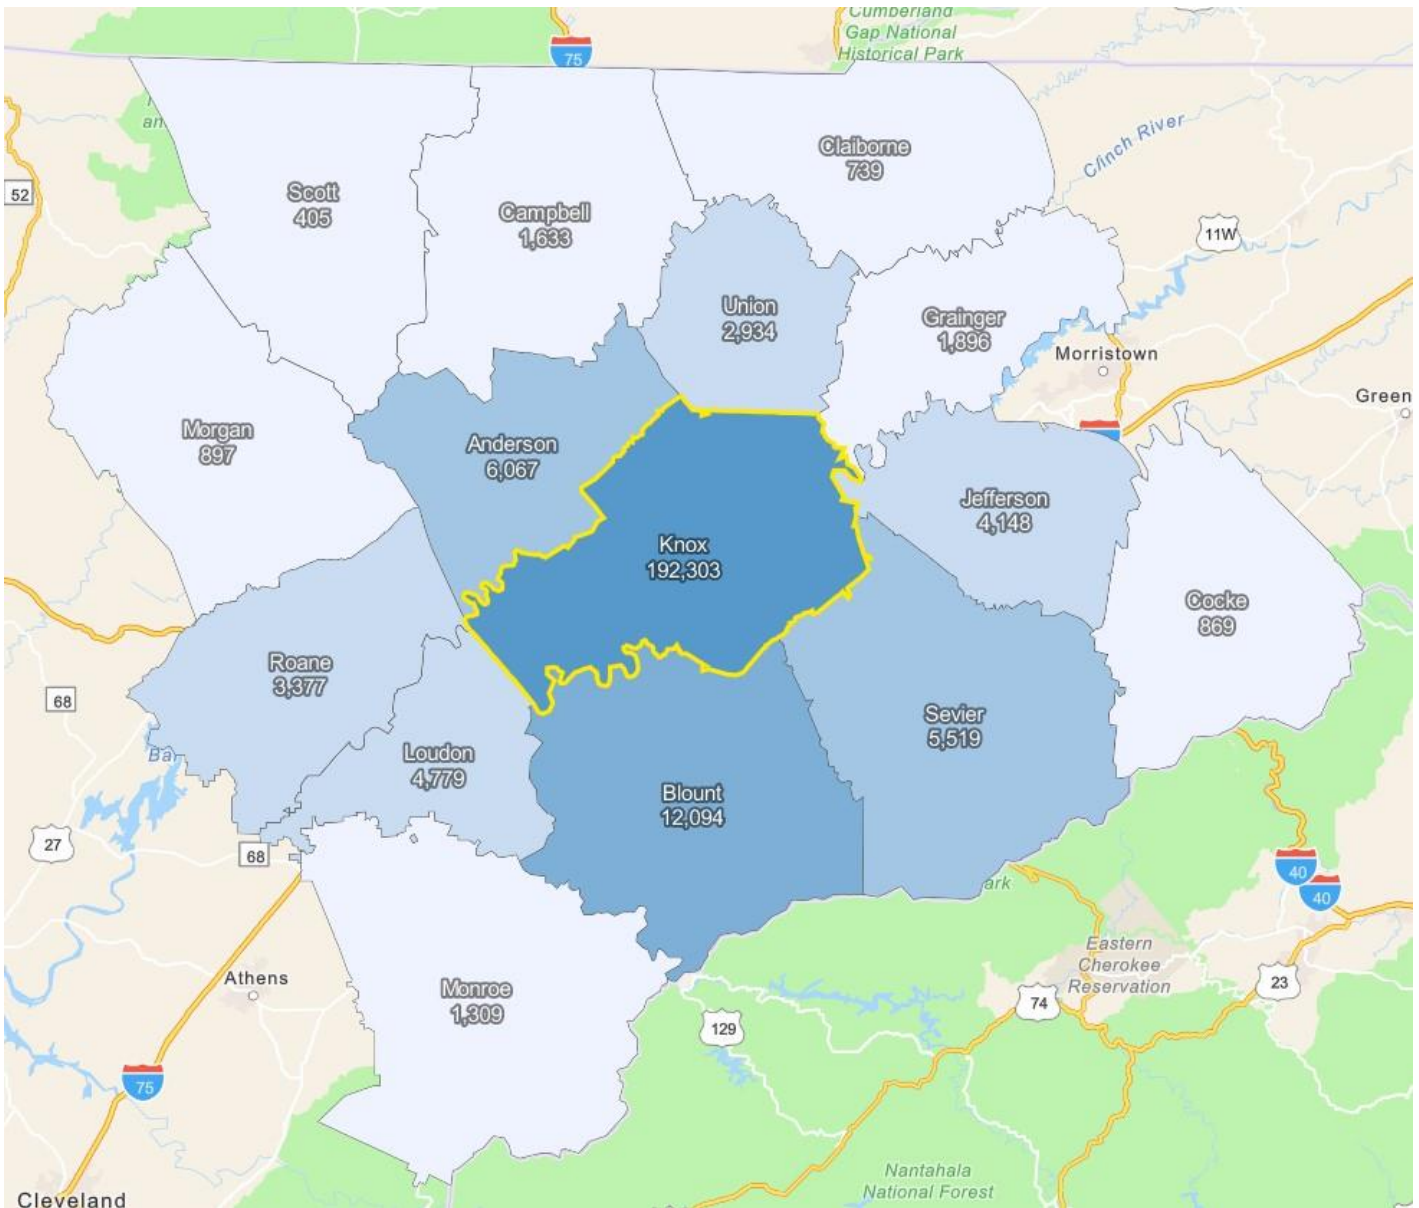 Cumberland
Gap National
Historical Park
75
an
Claiborne
739
Clinch River
52
Scott
405
Campbell
1,633
11W
Union
2,934
Grainger
1,896
Morristown
Green
Morgan
897
Anderson
6,067
Jefferson
4,148
Knox
192,303
Cocke
869
Roane
3,377
68
Sevier
5,519
Ba
Loudon
4,779
Blount
12,094
27
68
40
40
ark
Eastern
Cherokee
Reservation
Athens
Monroe
1,309
74
23
129
75
Nantahala
National Forest
Cleveland